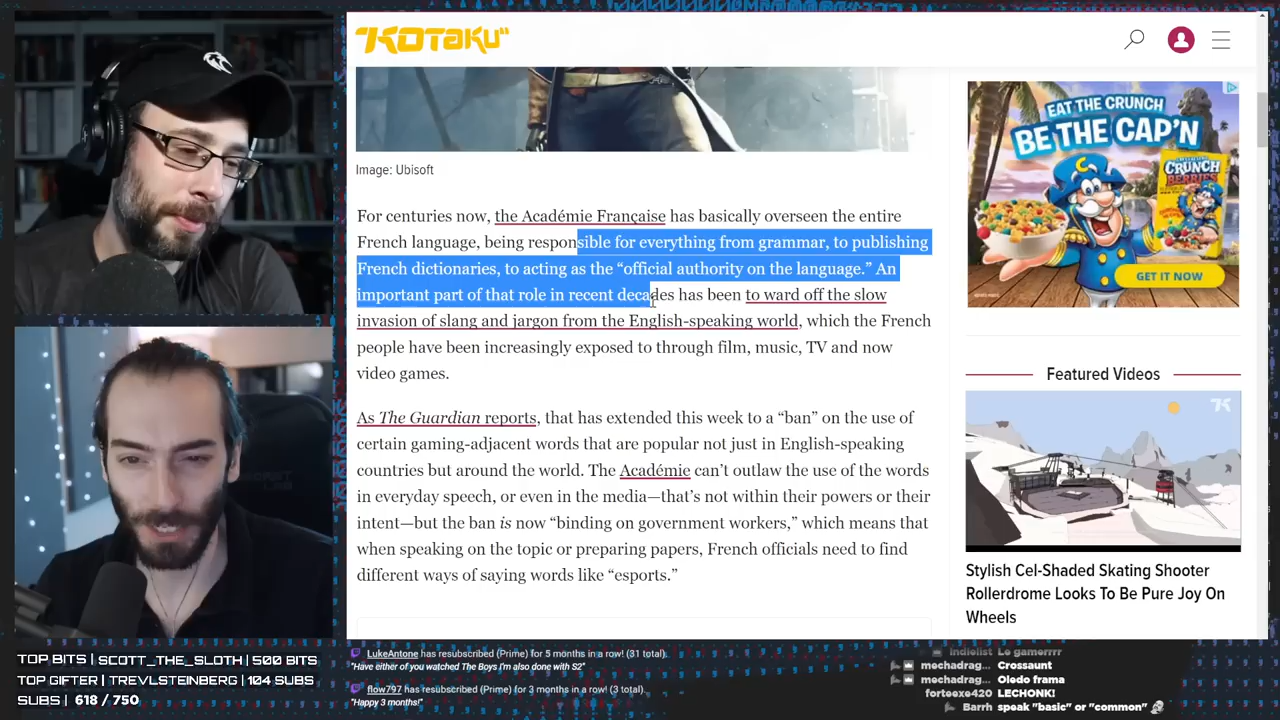 KOTAKU
Image: Ubisoft
For centuries now, the Académie Française has basically overseen the entire
French language, being responsible for everything from grammar, to publishing
French dictionaries, to acting as the “official authority on the language.” An
important part of that role in recent decades has been to ward off the slow
invasion of slang and jargon from the English-speaking world, which the French
people have been increasingly exposed to through film, music, TV and now
video games.
As The Guardian reports, that has extended this week to a “ban” on the use of
certain gaming-adjacent words that are popular not just in English-speaking
countries but around the world. The Académie can’t outlaw the use of the words
in everyday speech, or even in the media—that’s not within their powers or their
intent—but the ban is now “binding on government workers,” which means that
when speaking on the topic or preparing papers, French officials need to find
different ways of saying words like “esports.”
EAT THE CRUNCH
BE THE CAP'N
CRUNCH
BERRIES
GET IT NOW
Featured Videos
Stylish Cel-Shaded Skating Shooter
Rollerdrome Looks To Be Pure Joy On
Wheels
TOP BITS | SCOTT_THE_SLOTH | 500 BITS
TOP GIFTER | TREVLSTEINBERG | 104 SUBS
SUBS | 618 / 750
LukeAntone has resubscribed (Prime) for 5 months in a row! (31 total).
"Have either of you watched The Boys I'm also done with S2"
flow797 has resubscribed (Prime) for 3 months in a row! (3 total).
"Happy 3 months!"
indielist Le gamerrrr
mechadrag... Crossaunt
mechadrag... Oledo frama
forteexe420 LECHONK!
Barrh speak "basic" or "common"